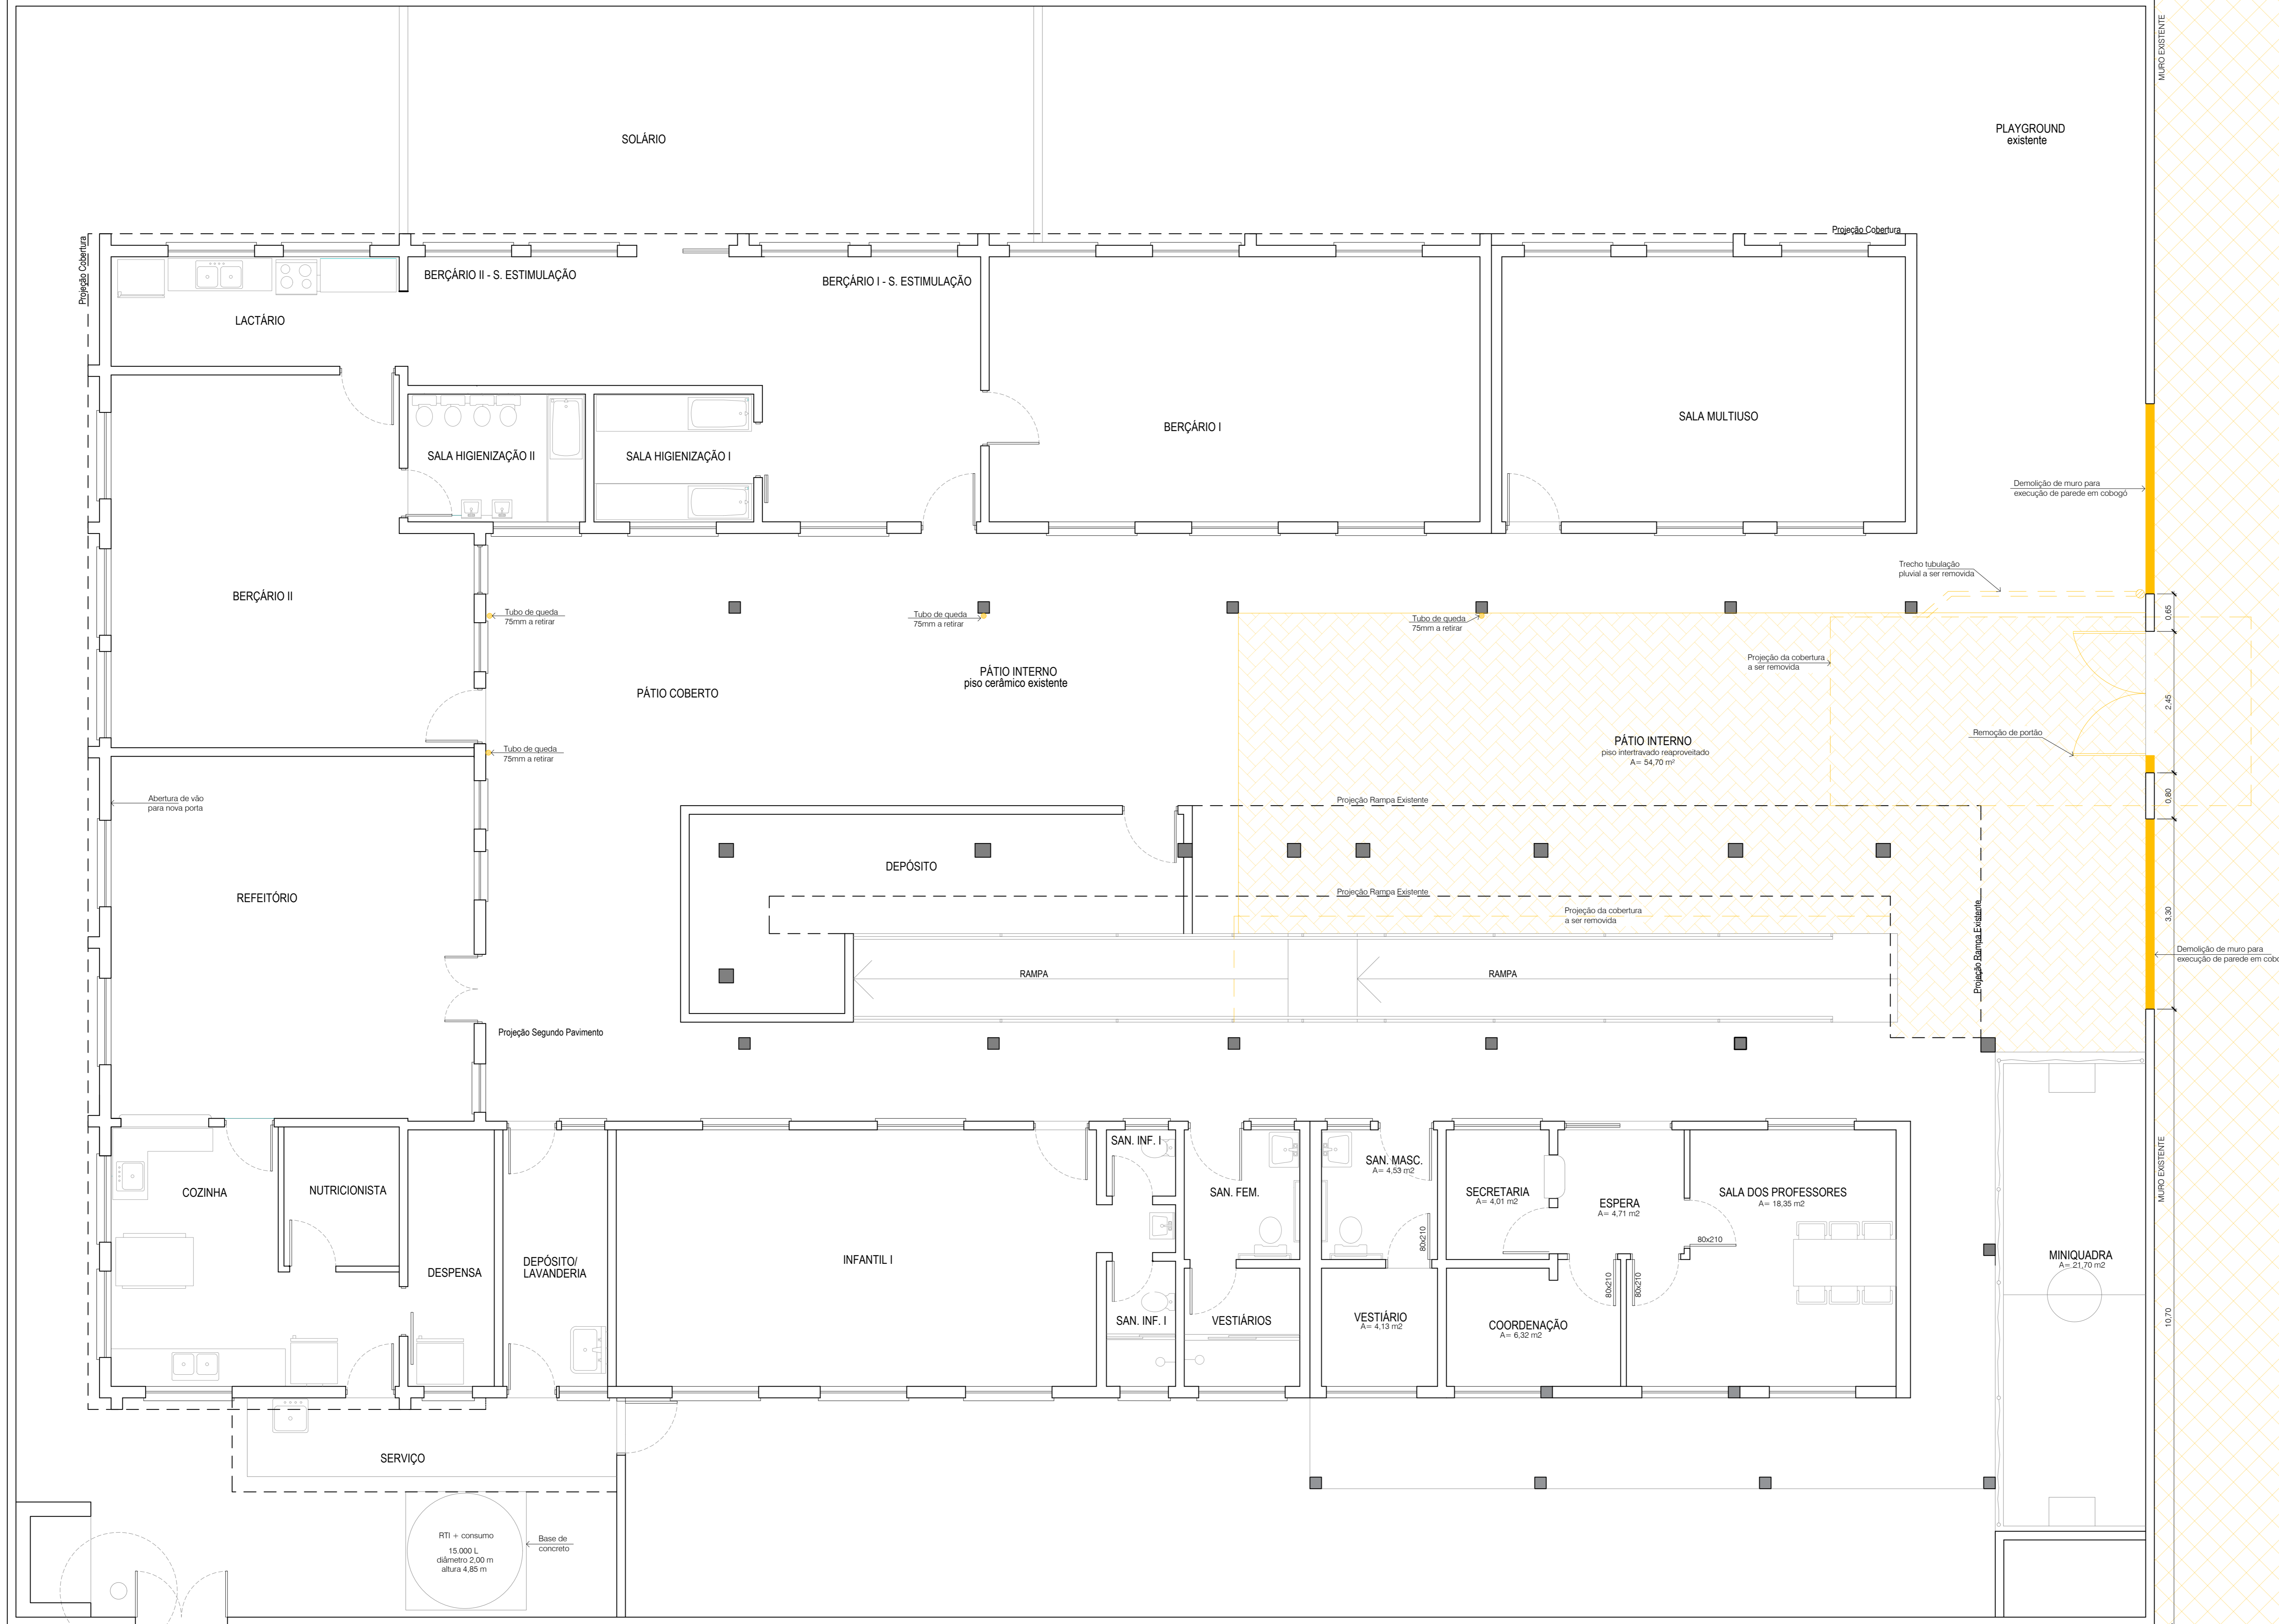 MURO EXISTENTE
SOLÁRIO
PLAYGROUND
existente
Projeção Cobertura
Projeção Cobertura
BERÇÁRIO II - S. ESTIMULAÇÃO
BERÇÁRIO I - S. ESTIMULAÇÃO
LACTÁRIO
SALA MULTIUSO
BERÇÁRIO I
SALA HIGIENIZAÇÃO II
SALA HIGIENIZAÇÃO I
Demolição de muro para
execução de parede em cobogó
Trecho tubulação
pluvial a ser removida
BERÇÁRIO II
Tubo de queda
75mm a retirar
Tubo de queda
75mm a retirar
Tubo de queda
75mm a retirar
0,65
Projeção da cobertura
a ser removida
PÁTIO INTERNO
piso cerâmico existente
PÁTIO COBERTO
2,45
Remoção de portão
PÁTIO INTERNO
piso intertravado reaproveitado
A= 54,70 m²
Tubo de queda
75mm a retirar
Abertura de vão
para nova porta
Projeção Rampa Existente
0,80
DEPÓSITO
Projeção Rampa Existente
REFEITÓRIO
Projeção da cobertura
a ser removida
3,30
Projeção Rampa Existente
Demolição de muro para
execução de parede em cobo
RAMPA
RAMPA
Projeção Segundo Pavimento
SAN. INF. I
SAN. MASC.
A= 4,53 m2
MURO EXISTENTE
COZINHA
NUTRICIONISTA
SAN. FEM.
SECRETARIA
A= 4,01 m2
ESPERA
A= 4,71 m2
SALA DOS PROFESSORES
A= 18,35 m2
80x210
80x210
MINIQUADRA
A= 21,70 m2
DESPENSA
DEPÓSITO/
LAVANDERIA
INFANTIL I
80x210
80x210
SAN. INF. I
VESTIÁRIOS
VESTIÁRIO
A= 4,13 m2
COORDENAÇÃO
A= 6,32 m2
10,70
SERVIÇO
RTI + consumo
15.000 L
diâmetro 2,00 m
altura 4,85 m
Base de
concreto